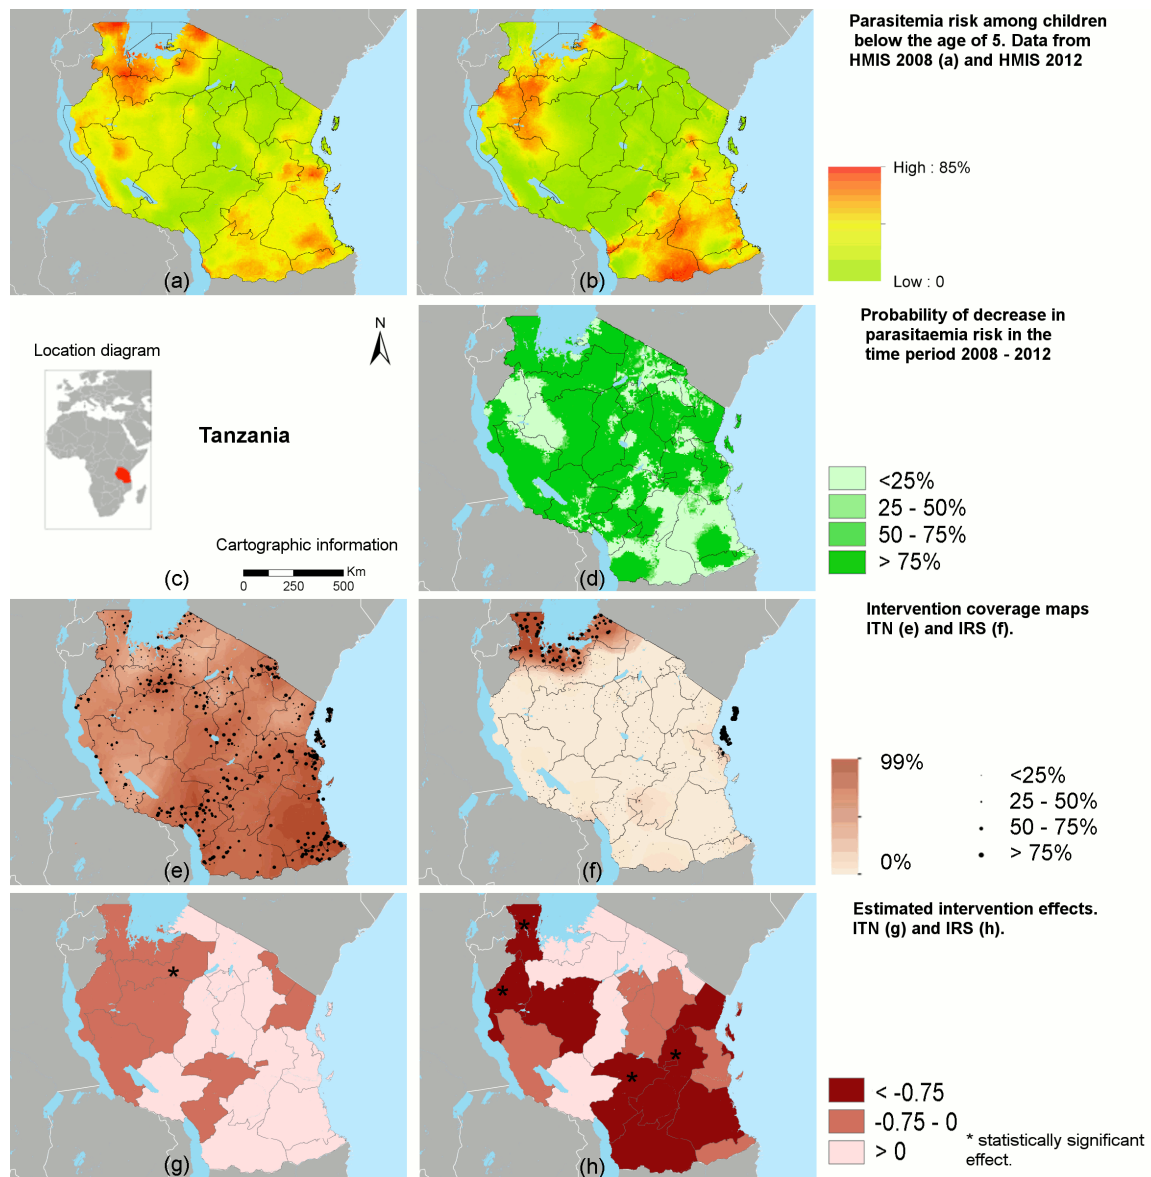 Parasitemia risk among children
below the age of 5. Data from
HMIS 2008 (a) and HMIS 2012
High : 85%
Low : 0
(a)
(b)
Probability of decrease in
parasitaemia risk in the
time period 2008 - 2012
Location diagram
N
Tanzania
Cartographic information
Km
0 250 500
(c)
(d)
<25%
25 - 50%
50 - 75%
> 75%
Intervention coverage maps
ITN (e) and IRS (f).
99%
0%
<25%
25 - 50%
50 - 75%
> 75%
(e)
(f)
Estimated intervention effects.
ITN (g) and IRS (h).
*
*
*
*
*
< -0.75
-0.75 - 0
> 0
* statistically significant
effect.
(g)
(h)